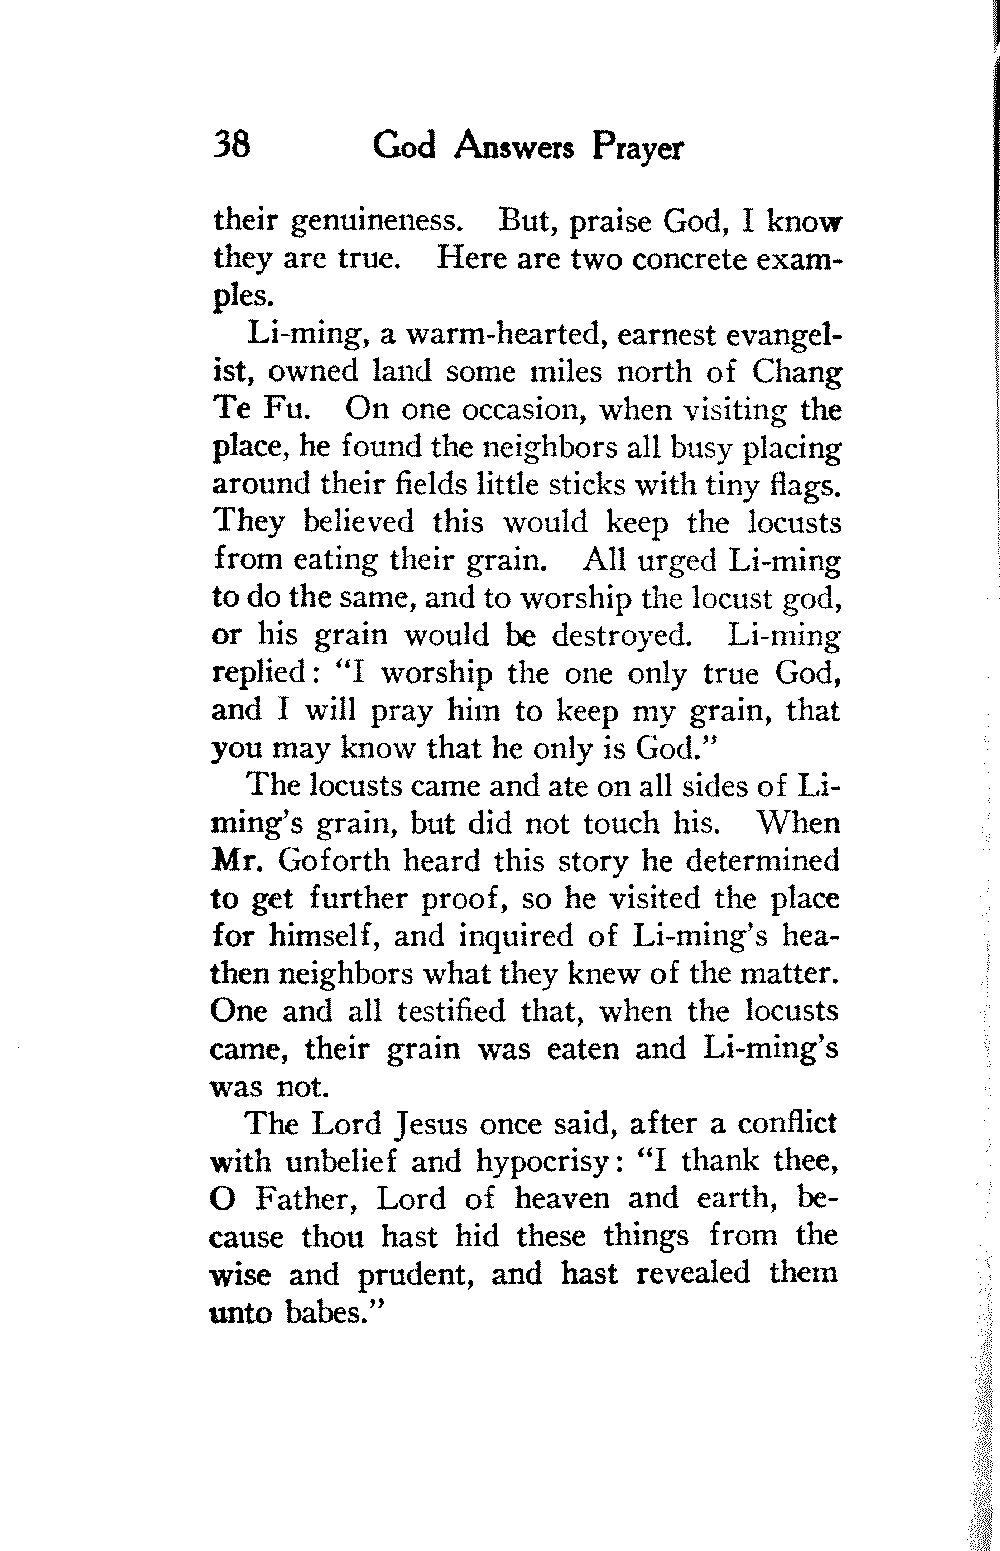 38 God Answers Prayer
their genuineness. But, praise God, I know
they are true. Here are two concrete exam-
ples.
Li-ming, a warm-hearted, earnest evangel-
ist, owned land some miles north of Chang
Te Fu. On one occasion, when visiting the
place, he found the neighbors all busy placing
around their fields little sticks with tiny flags.
They believed this would keep the locusts
from eating their grain. All urged Li-ming
to do the same, and to worship the locust god,
or his grain would be destroyed. Li-ming
replied: “I worship the one only true God,
and I will pray him to keep my grain, that
you may know that he only is God.”
The locusts came and ate on all sides of Li-
ming's grain, but did not touch his. When
Mr. Goforth heard this story he determined
to get further proof, so he visited the place
for himself, and inquired of Li-ming's hea-
then neighbors what they knew of the matter.
One and all testified that, when the locusts
came, their grain was eaten and Li-ming's
was not.
The Lord Jesus once said, after a conflict
with unbelief and hypocrisy: “I thank thee,
O Father, Lord of heaven and earth, be-
cause thou hast hid these things from the
wise and prudent, and hast revealed them
unto babes.”